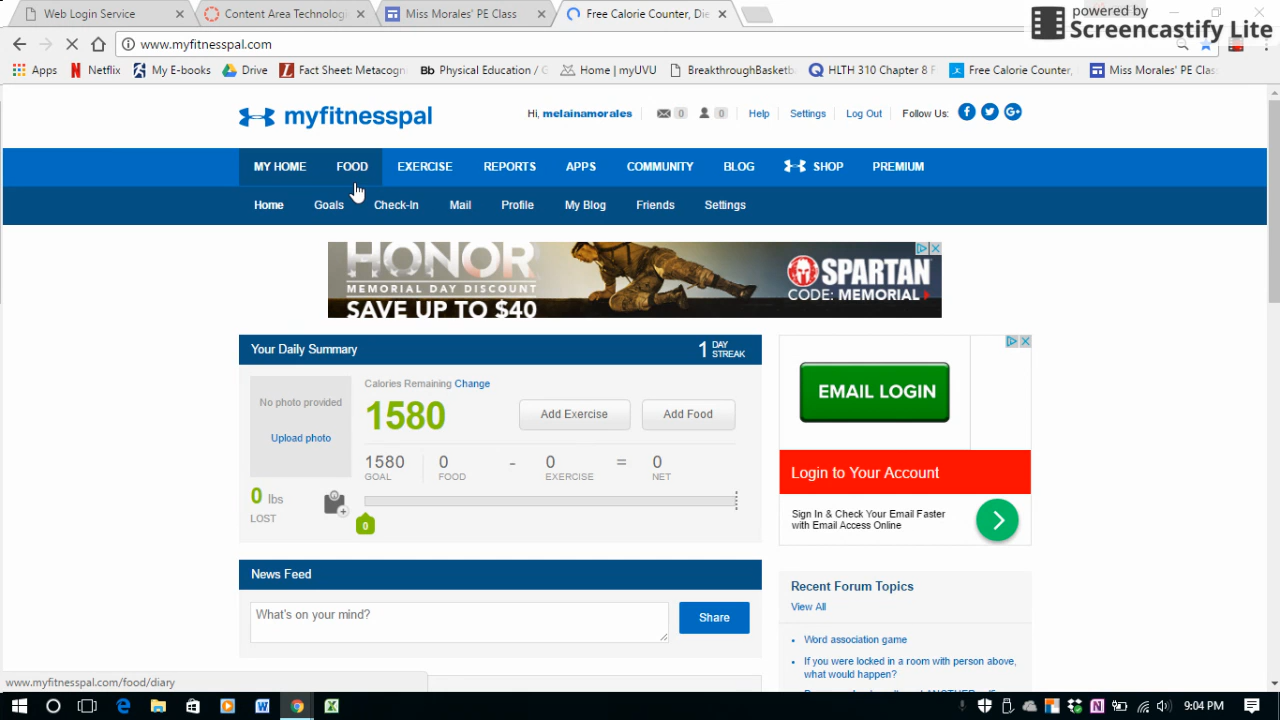 Web Login Service
Content Area Technolog
Miss Morales' PE Class
Free Calorie Counter, Die
powered by
Screencastify Lite
www.myfitnesspal.com
Apps
Netflix
My E-books
Drive
Fact Sheet: Metacogn
Bb Physical Education / G
Home | myUVU
BreakthroughBasketb
HLTH 310 Chapter 8 F
Free Calorie Counter,
Miss Morales' PE Clas
myfitnesspal
Hi, melainamorales
0
0
Help
Settings
Log Out
Follow Us:
MY HOME
FOOD
EXERCISE
REPORTS
APPS
COMMUNITY
BLOG
SHOP
PREMIUM
Home
Goals
Check-In
Mail
Profile
My Blog
Friends
Settings
HONOR
MEMORIAL DAY DISCOUNT
SAVE UP TO $40
SPARTAN
CODE: MEMORIAL
Your Daily Summary
1 DAY STREAK
No photo provided
Upload photo
Calories Remaining Change
1580
Add Exercise
Add Food
1580 0 - 0 = 0
GOAL FOOD EXERCISE NET
0 lbs
LOST
0
EMAIL LOGIN
Login to Your Account
Sign In & Check Your Email Faster
with Email Access Online
News Feed
What's on your mind?
Share
Recent Forum Topics
View All
Word association game
If you were locked in a room with person above,
what would happen?
www.myfitnesspal.com/food/diary
9:04 PM